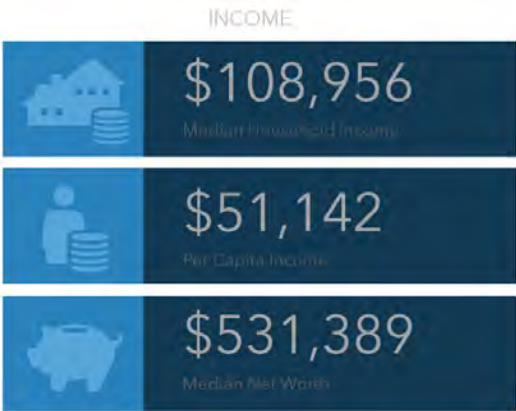 INCOME
$108,956
Median Household Income
$51,142
Per Capita Income
$531,389
Median Net Worth